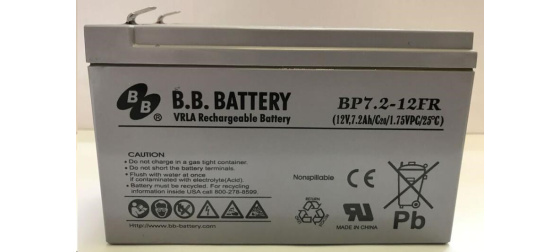 BB
®
B.B. BATTERY
VRLA Rechargeable Battery
BP7.2-12FR
(12V,7.2Ah/C20/1.75VPC/25°C)
Nonspillable
CAUTION
• Do not charge in a gas tight container.
• Do not short the battery terminals.
• Flush with water at once
if contaminated with electrolyte(Acid).
• Battery must be recycled. For recycling
information Inside USA call 800-278-8599.
http://www.bb-battery.com
RETURN
RECYCLE
CE
Pb